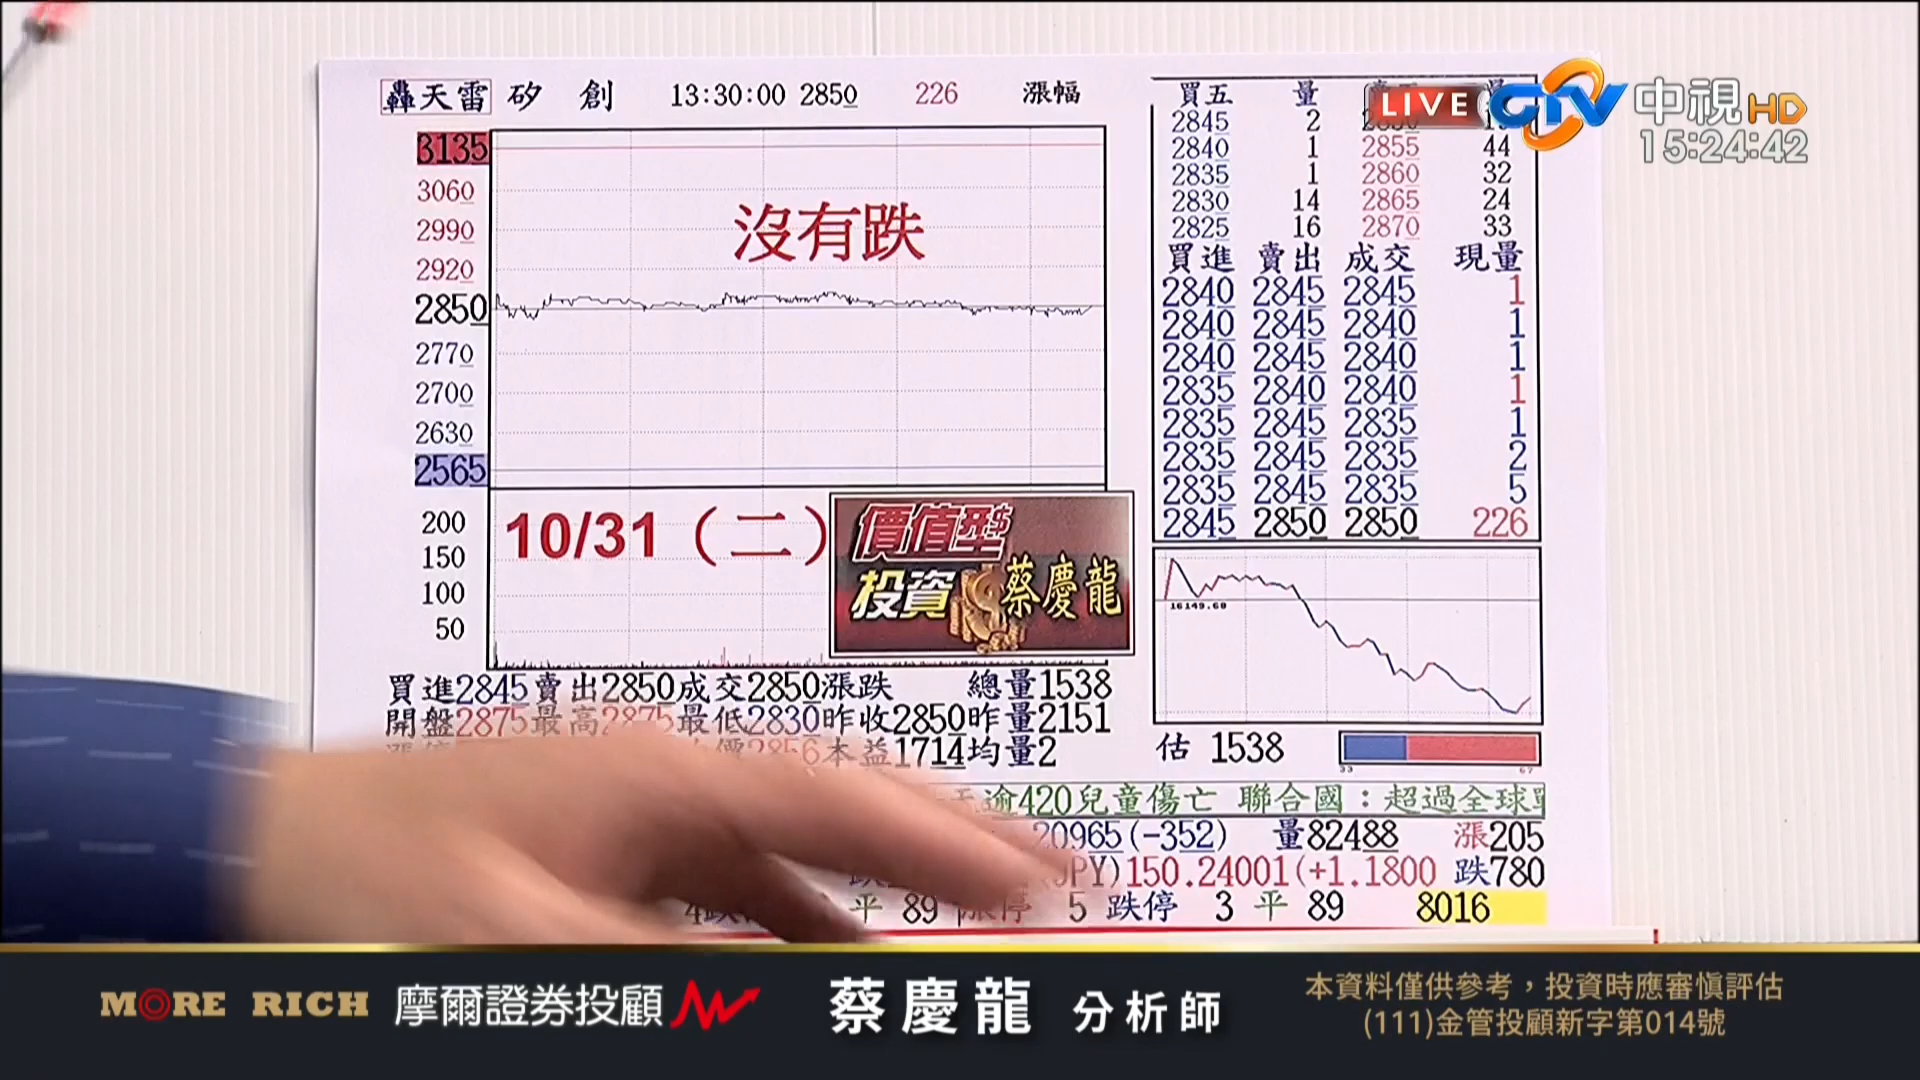 轟天雷 矽 創 13:30:00 2850 226 漲幅
3135
3060
2990
2920
2850
2770
2700
2630
2565
200
150
100
50
沒有跌
10/31（二）
價值型$
投資 蔡慶龍
買進2845賣出2850成交2850漲跌 總量1538
開盤2875最高2875最低2830昨收2850昨量2151
2856本益1714均量2
買五 量
2845 2
2840 1 2855 44
2835 1 2860 32
2830 14 2865 24
2825 16 2870 33
買進 賣出 成交 現量
2840 2845 2845 1
2840 2845 2840 1
2840 2845 2840 1
2835 2840 2840 1
2835 2845 2835 1
2835 2845 2835 2
2835 2845 2835 5
2845 2850 2850 226
16149.68
估 1538
33 67
逾420兒童傷亡 聯合國：超過全球
20965(-352) 量82488 漲205
JPY)150.24001(+1.1800 跌780
平 89 漲停 5 跌停 3 平 89 8016
LIVE CTV 中視HD
15:24:42
MORE RICH 摩爾證券投顧
蔡慶龍 分析師
本資料僅供參考，投資時應審慎評估
(111)金管投顧新字第014號